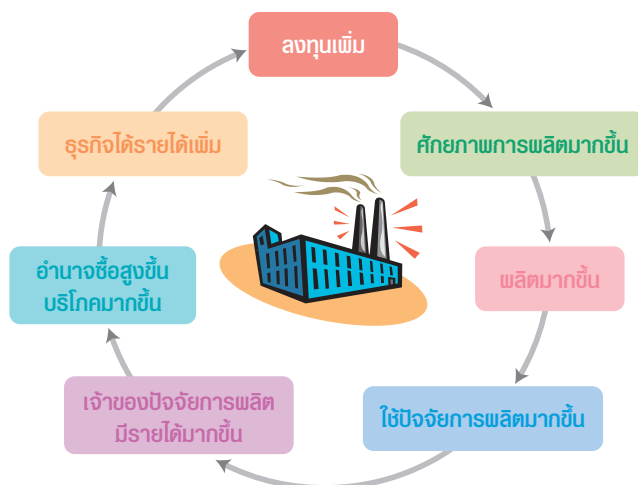 ลงทุนเพิ่ม
ศักยภาพการผลิตมากขึ้น
ผลิตมากขึ้น
ใช้ปัจจัยการผลิตมากขึ้น
เจ้าของปัจจัยการผลิต
มีรายได้มากขึ้น
อำนาจซื้อสูงขึ้น
บริโภคมากขึ้น
ธุรกิจได้รายได้เพิ่ม